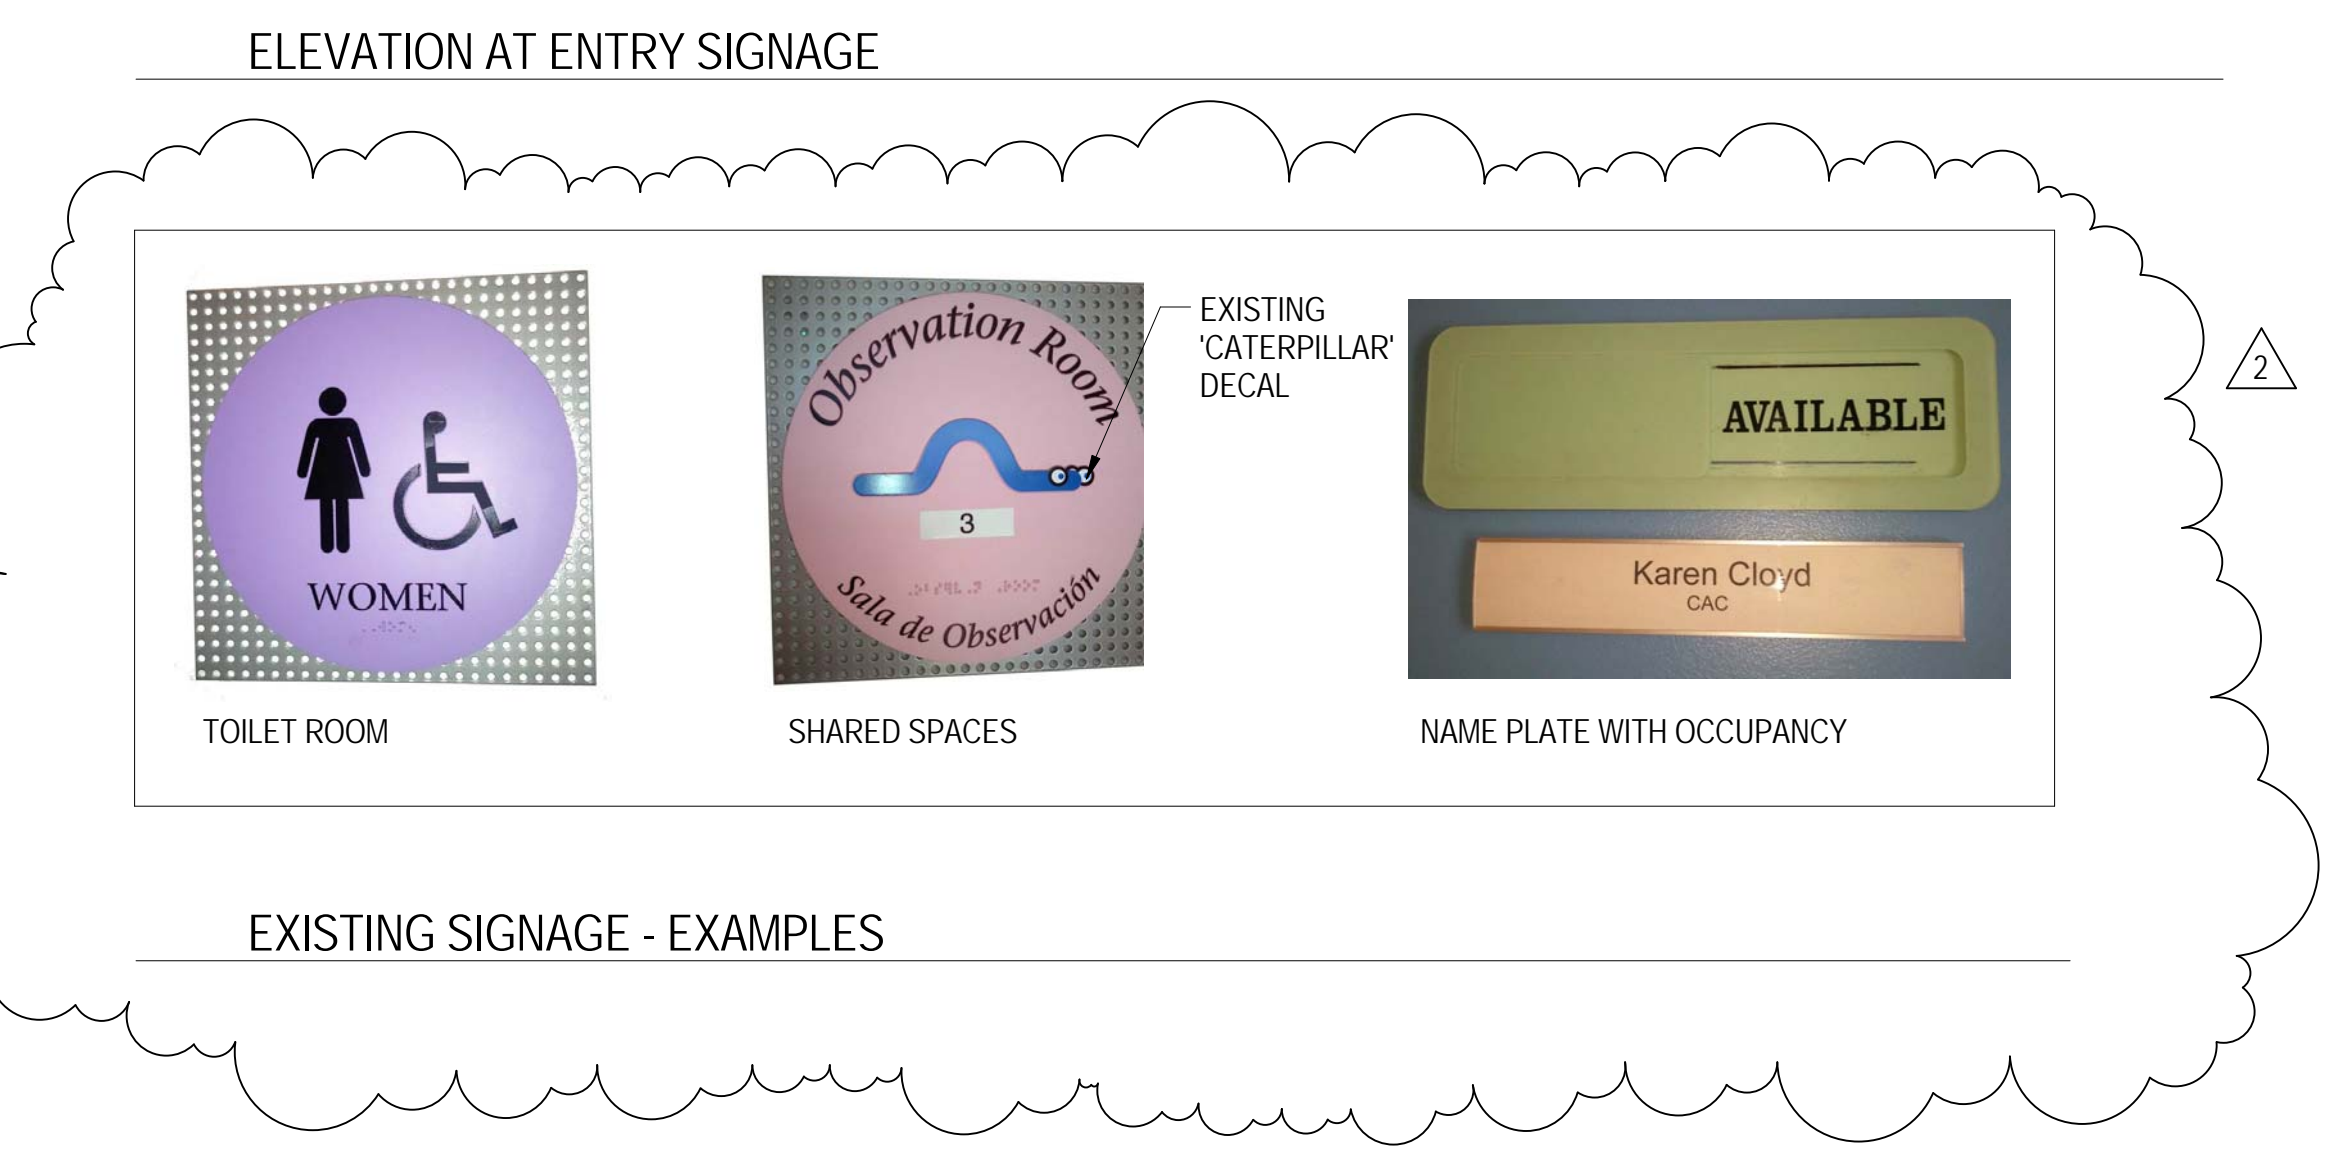 ELEVATION AT ENTRY SIGNAGE
WOMEN
TOILET ROOM
Observation Room
3
Sala de Observación
SHARED SPACES
EXISTING
'CATERPILLAR'
DECAL
AVAILABLE
Karen Cloyd
CAC
NAME PLATE WITH OCCUPANCY
2
EXISTING SIGNAGE - EXAMPLES